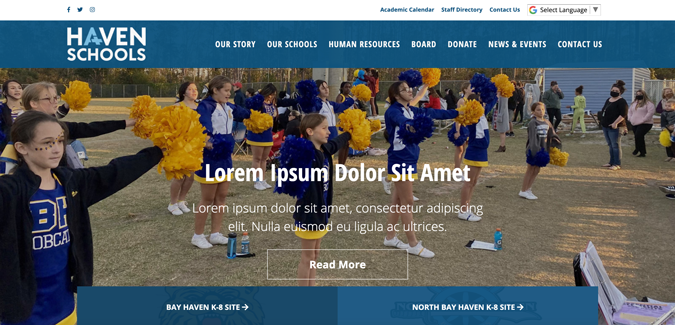 Academic Calendar Staff Directory Contact Us Select Language ▼
HAVEN
SCHOOLS
OUR STORY OUR SCHOOLS HUMAN RESOURCES BOARD DONATE NEWS & EVENTS CONTACT US
Lorem Ipsum Dolor Sit Amet
Lorem ipsum dolor sit amet, consectetur adipiscing
elit. Nulla euismod eu ligula ac ultrices.
Read More
BAY HAVEN K-8 SITE → NORTH BAY HAVEN K-8 SITE →